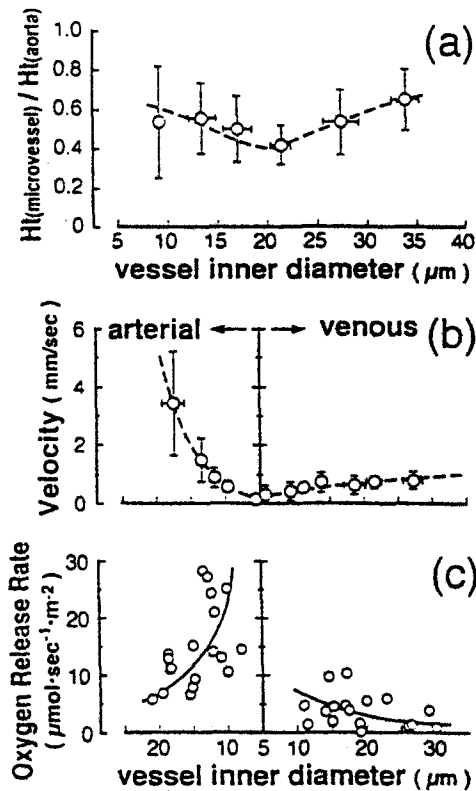 (a)
Ht(microvessel) / Ht(aorta)
1.0
0.8
0.6
0.4
0.2
0
5 10 15 20 25 30 35 40
vessel inner diameter (μm)
(b)
arterial venous
Velocity (mm/sec)
6
4
2
0
(c)
Oxygen Release Rate
(μmol·sec⁻¹·m⁻²)
30
20
10
0
20 10 5 10 20 30
vessel inner diameter (μm)